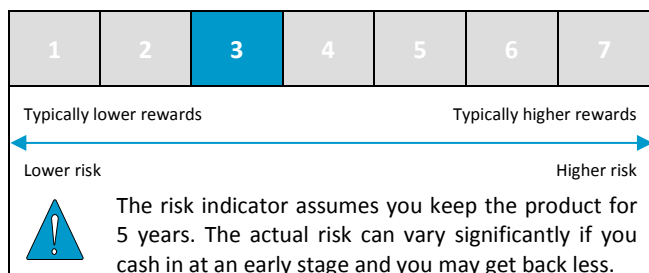 1 2 3 4 5 6 7
Typically lower rewards Typically higher rewards
Lower risk Higher risk
The risk indicator assumes you keep the product for
5 years. The actual risk can vary significantly if you
cash in at an early stage and you may get back less.